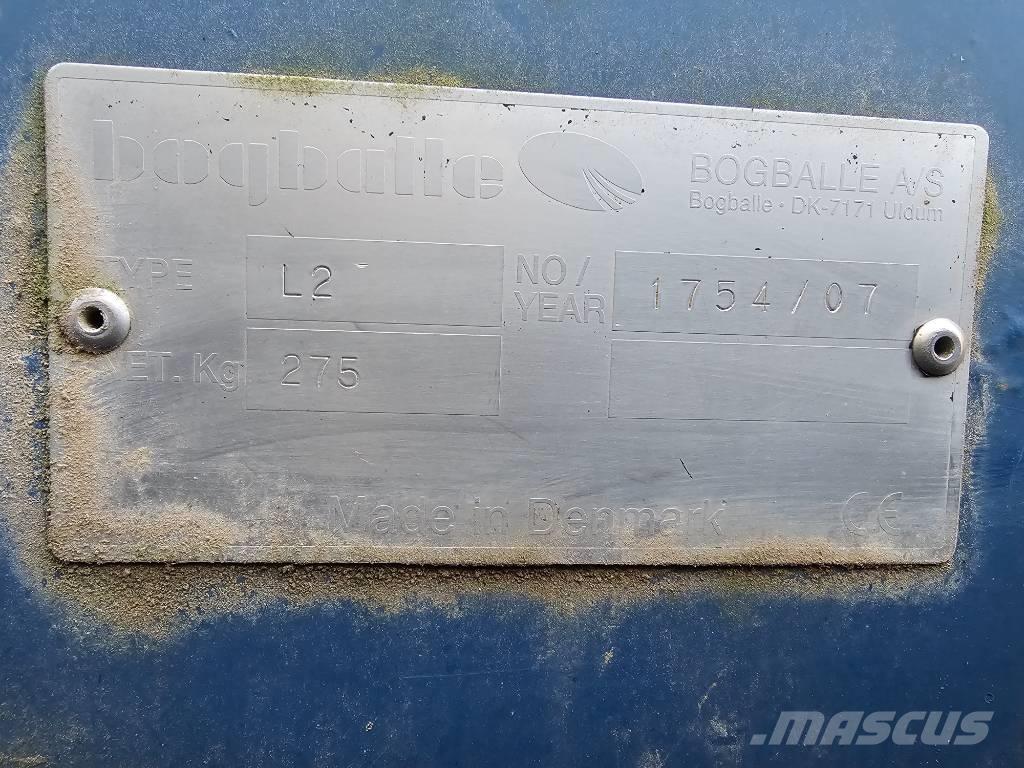 bogballe
BOGBALLE A/S
Bogballe · DK-7171 Uldum
TYPE L2 NO/YEAR 1754/07
ET. Kg 275
Made in Denmark CE
MASCUS